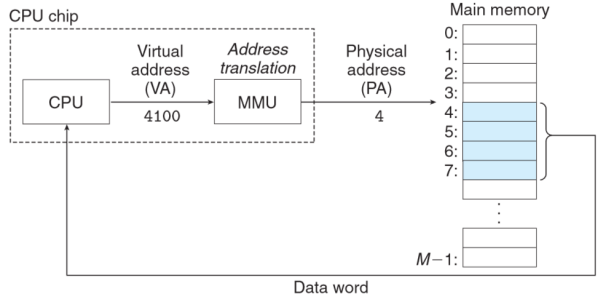 CPU chip
Main memory
Virtual
address
(VA)
Address
translation
Physical
address
(PA)
CPU
4100
MMU
4
0:
1:
2:
3:
4:
5:
6:
7:
⋮
M−1:
Data word